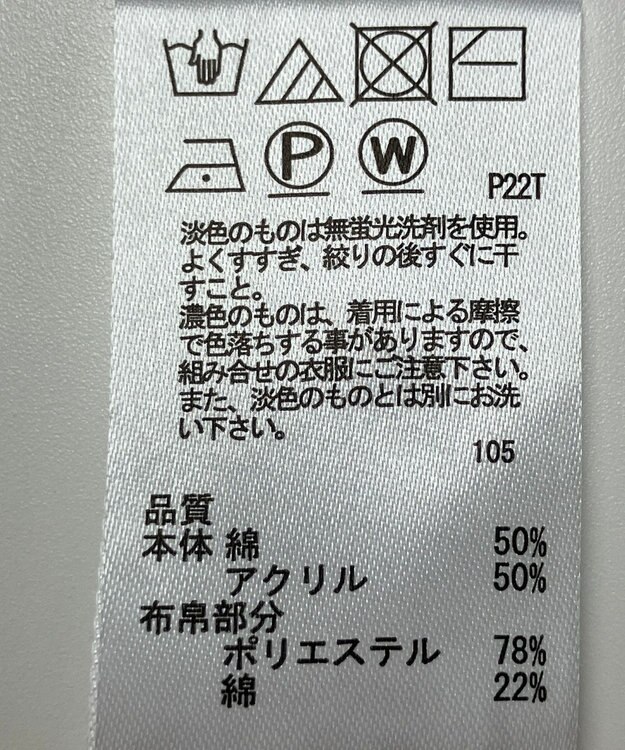 P W
P22T
淡色のものは無蛍光洗剤を使用。
よくすすぎ、絞りの後すぐに干
すこと。
濃色のものは、着用による摩擦
で色落ちする事がありますので、
組み合せの衣服にご注意下さい。
また、淡色のものとは別にお洗
い下さい。
105
品質
本体 綿 50%
アクリル 50%
布帛部分
ポリエステル 78%
綿 22%